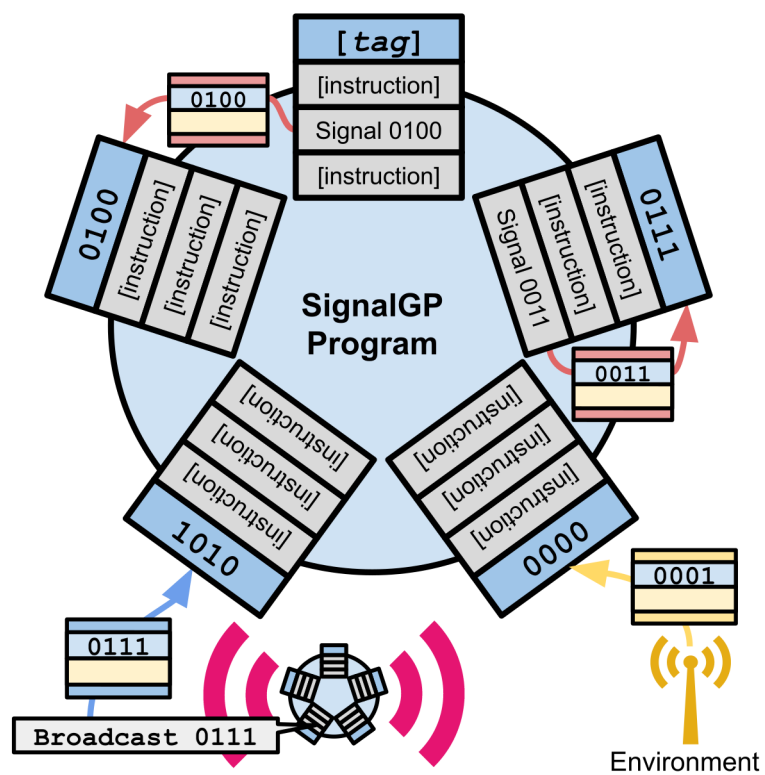 [tag]
[instruction]
Signal 0100
[instruction]
0100
0100
[instruction]
[instruction]
[instruction]
Signal 0011
[instruction]
[instruction]
0111
0011
SignalGP
Program
[instruction]
[instruction]
[instruction]
1010
[instruction]
[instruction]
[instruction]
0000
0001
0111
Broadcast 0111
Environment